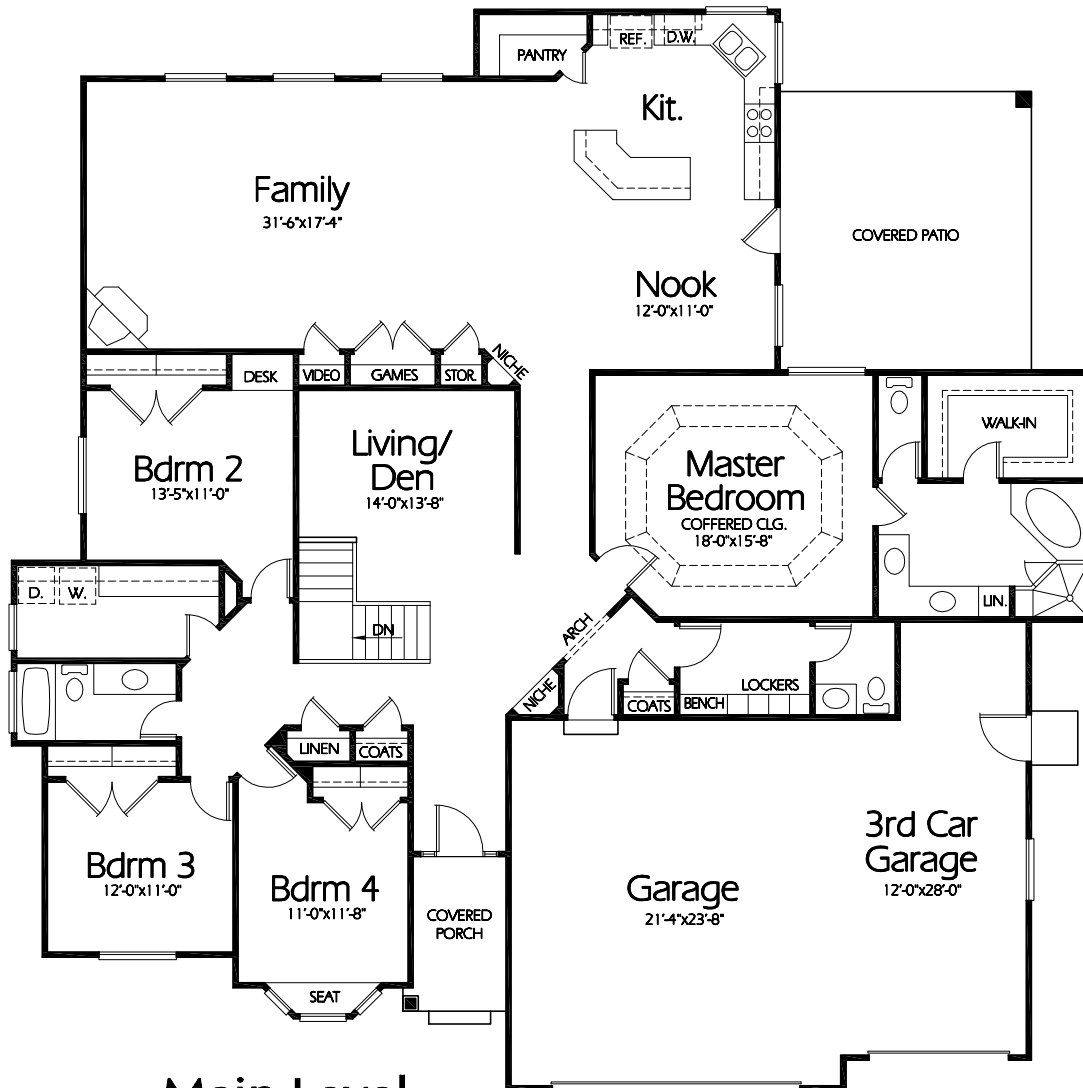 REF.
D.W.
PANTRY
Kit.
Family
31'-6"x17'-4"
COVERED PATIO
Nook
12'-0"x11'-0"
NICHE
DESK
VIDEO
GAMES
STOR.
WALK-IN
Living/
Den
14'-0"x13'-8"
Bdrm 2
13'-5"x11'-0"
Master
Bedroom
COFFERED CLG.
18'-0"x15'-8"
D.
W.
LIN.
DN
ARCH
NICHE
LOCKERS
COATS
BENCH
LINEN
COATS
3rd Car
Garage
12'-0"x28'-0"
Bdrm 3
12'-0"x11'-0"
Bdrm 4
11'-0"x11'-8"
Garage
21'-4"x23'-8"
COVERED
PORCH
SEAT
Main Level